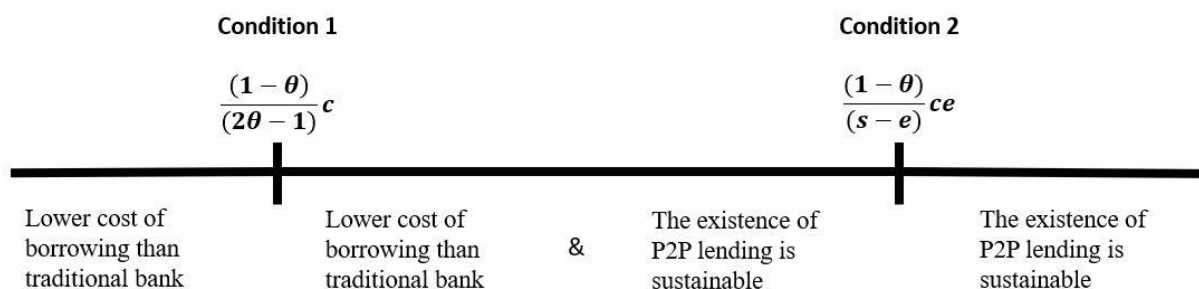 Condition 1
Condition 2
(1 − θ)
(2θ − 1) c
(1 − θ)
(s − e) ce
Lower cost of
borrowing than
traditional bank
Lower cost of
borrowing than
traditional bank
&
The existence of
P2P lending is
sustainable
The existence of
P2P lending is
sustainable